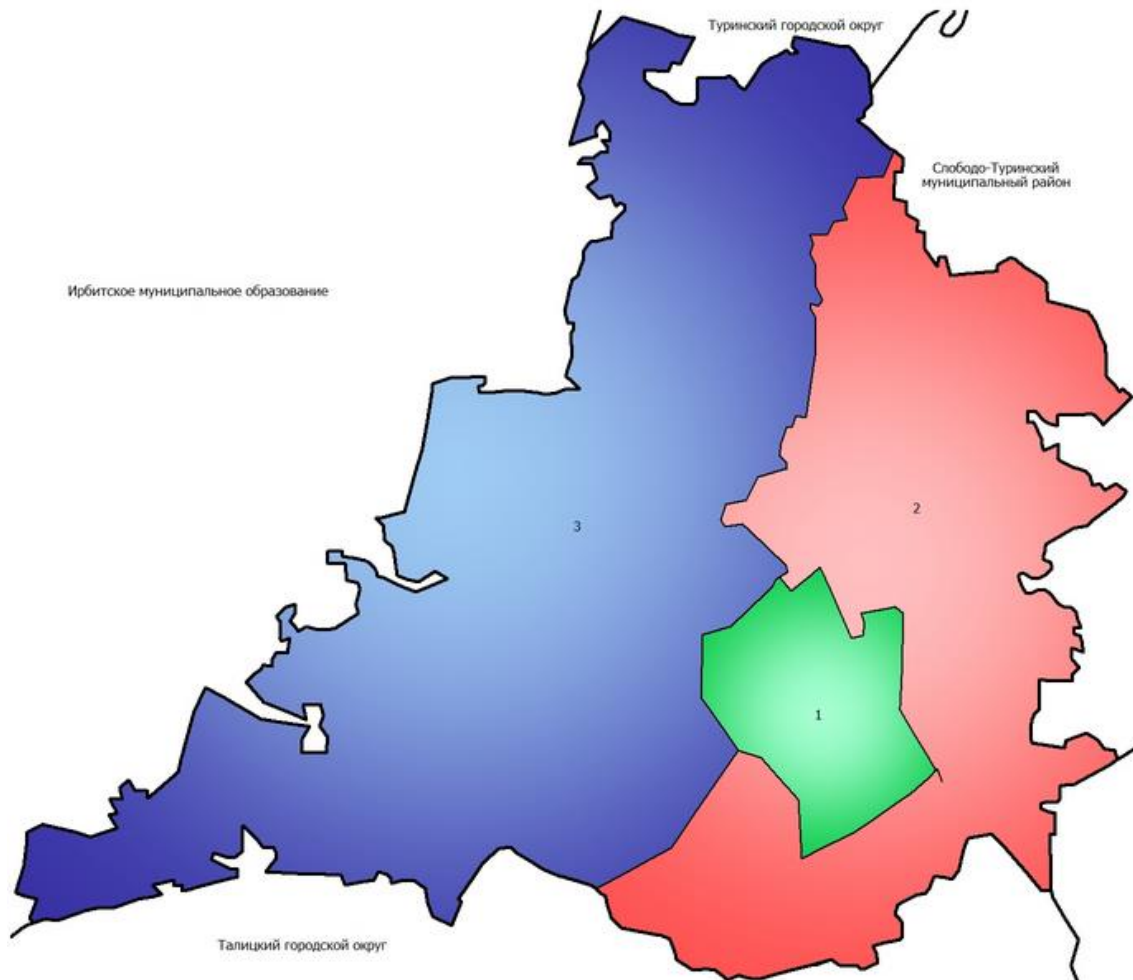 Туринский городской округ
Слободо-Туринский
муниципальный район
Ирбитское муниципальное образование
2
3
1
Талицкий городской округ